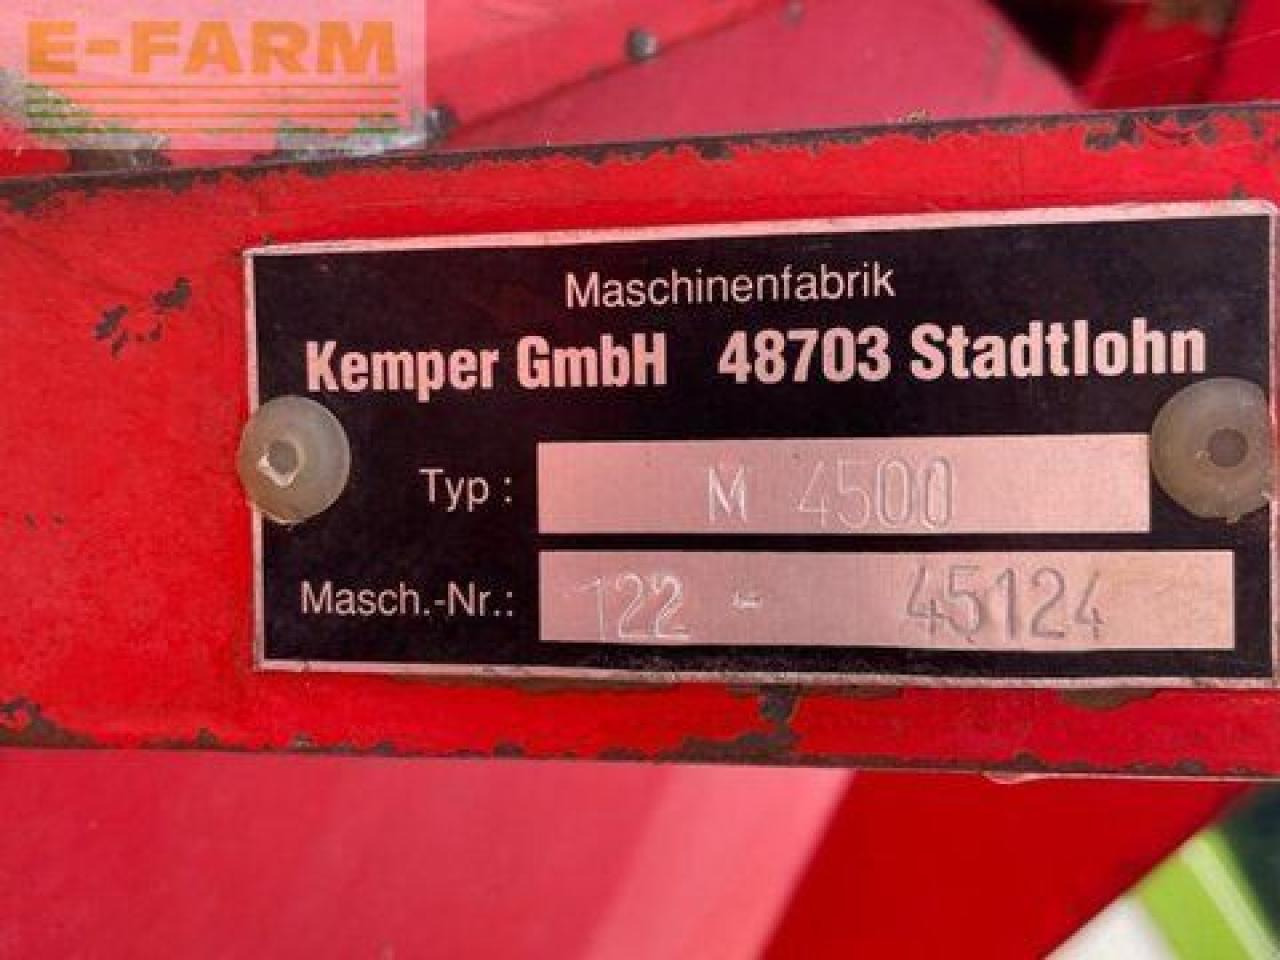 E-FARM
Maschinenfabrik
Kemper GmbH 48703 Stadtlohn
Typ: M 4500
Masch.-Nr.: 122 - 45124